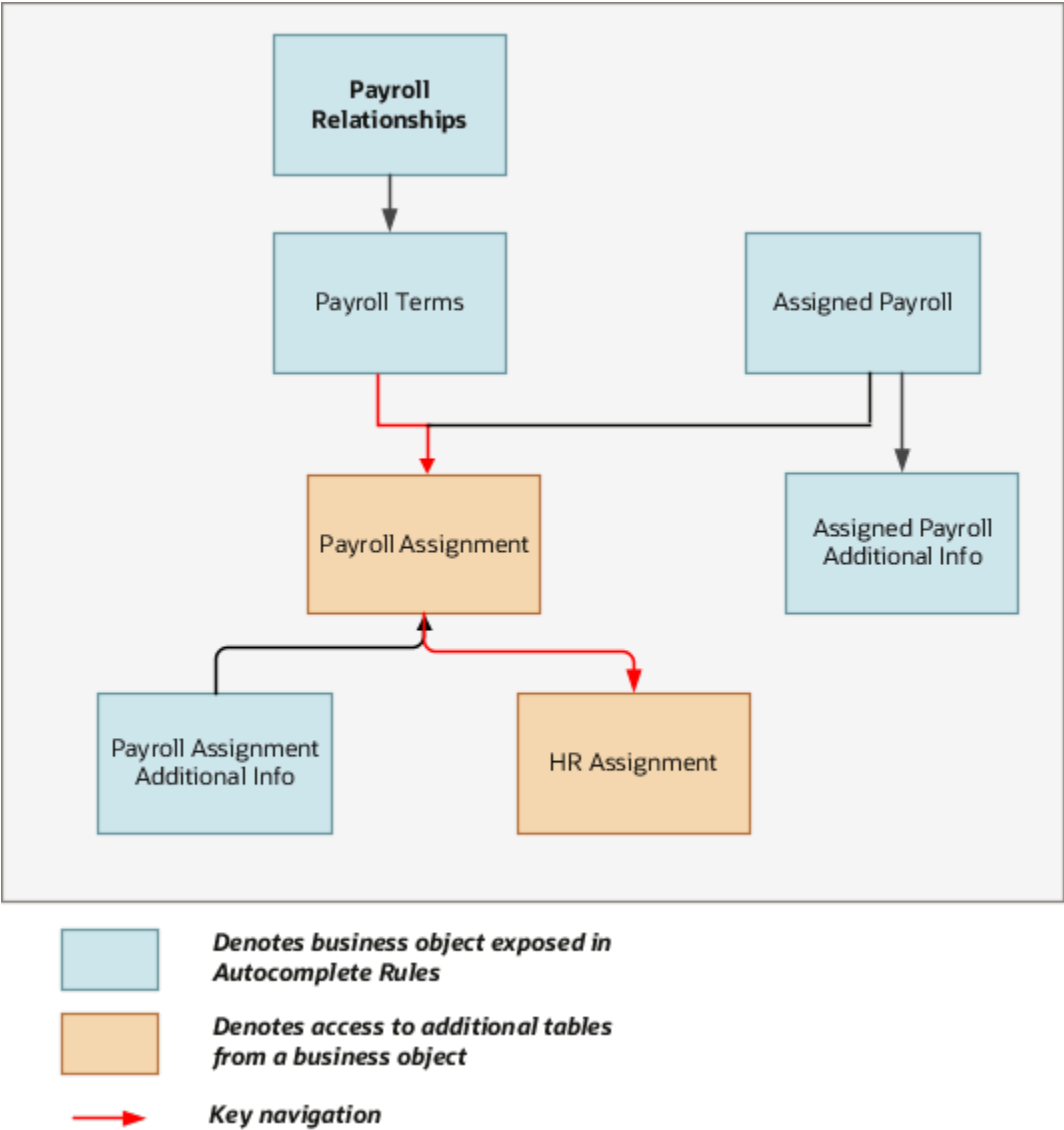 Payroll
Relationships
Payroll Terms
Assigned Payroll
Payroll Assignment
Assigned Payroll
Additional Info
Payroll Assignment
Additional Info
HR Assignment
Denotes business object exposed in
Autocomplete Rules
Denotes access to additional tables
from a business object
Key navigation